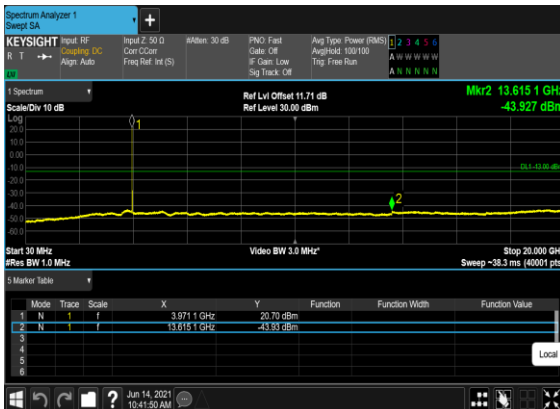 Spectrum Analyzer 1
Swept SA
KEYSIGHT Input: RF Input Z: 50 Ω #Atten: 30 dB PNO: Fast Avg Type: Power (RMS) 1 2 3 4 5 6
R T Coupling: DC Corr CCorr Gate: Off Avg|Hold: 100/100 A W W W W W
Align: Auto Freq Ref: Int (S) IF Gain: Low Trig: Free Run
Sig Track: Off A N N N N N
1 Spectrum Ref Lvl Offset 11.71 dB Mkr2 13.615 1 GHz
Scale/Div 10 dB Ref Level 30.00 dBm -43.927 dBm
Log
20.0
10.0
0.00
-10.0
-20.0
-30.0
-40.0
-50.0
-60.0
1
DL1 -13.00 dBm
2
Start 30 MHz Video BW 3.0 MHz* Stop 20.000 GH
#Res BW 1.0 MHz Sweep ~38.3 ms (40001 pts
5 Marker Table
Mode Trace Scale X Y Function Function Width Function Value
1 N 1 f 3.971 1 GHz 20.70 dBm
2 N 1 f 13.615 1 GHz -43.93 dBm
3
4
5
6
Local
? Jun 14, 2021
10:41:50 AM